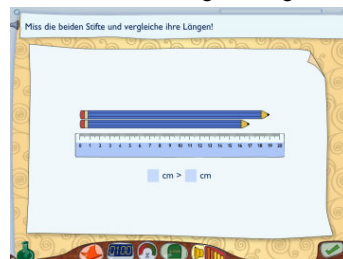 Miss die beiden Stifte und vergleiche ihre Längen!
0 1 2 3 4 5 6 7 8 9 10 11 12 13 14 15 16 17 18 19 20
cm > cm